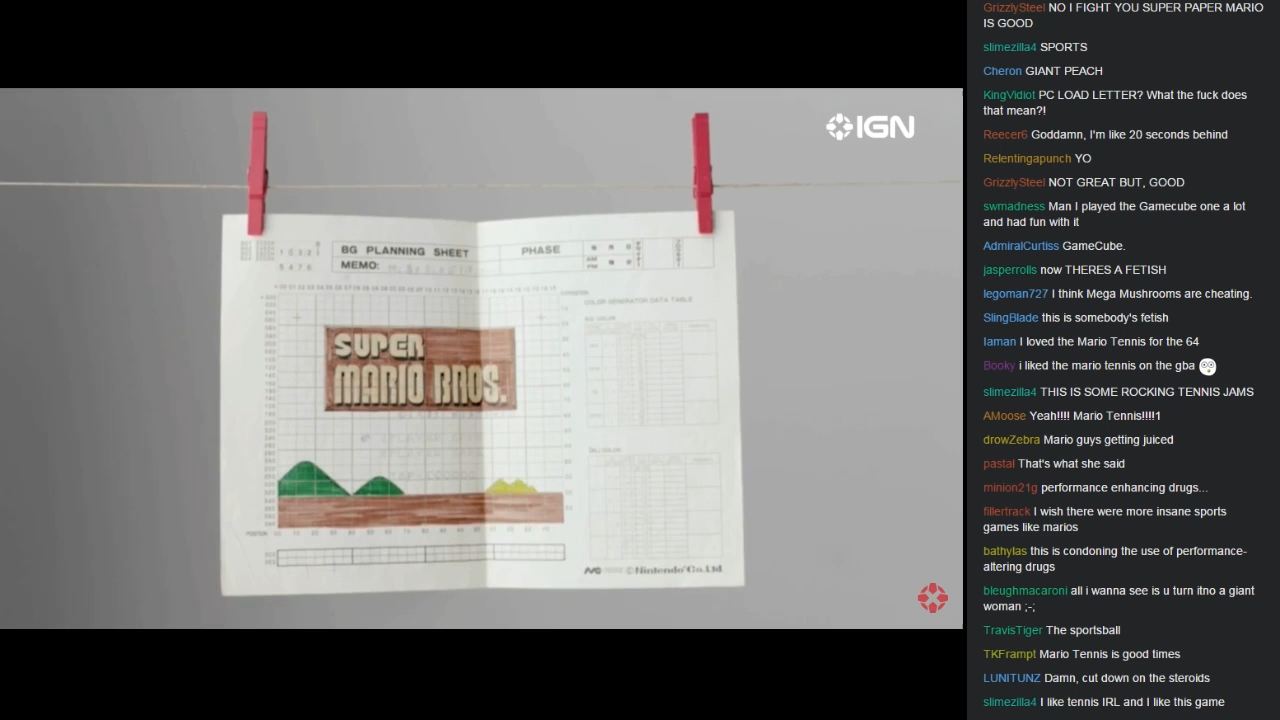 IGN
BG PLANNING SHEET
PHASE
MEMO:
COLOR GENERATOR DATA TABLE
SUPER
MARIO BROS.
POSITION
©Nintendo Co.Ltd
GrizzlySteel NO I FIGHT YOU SUPER PAPER MARIO
IS GOOD
slimezilla4 SPORTS
Cheron GIANT PEACH
KingVidiot PC LOAD LETTER? What the fuck does
that mean?!
Reecer6 Goddamn, I'm like 20 seconds behind
Relentingapunch YO
GrizzlySteel NOT GREAT BUT, GOOD
swmadness Man I played the Gamecube one a lot
and had fun with it
AdmiralCurtiss GameCube.
jasperrolls now THERES A FETISH
legoman727 I think Mega Mushrooms are cheating.
SlingBlade this is somebody's fetish
Iaman I loved the Mario Tennis for the 64
Booky i liked the mario tennis on the gba
slimezilla4 THIS IS SOME ROCKING TENNIS JAMS
AMoose Yeah!!!! Mario Tennis!!!!1
drowZebra Mario guys getting juiced
pastal That's what she said
minion21g performance enhancing drugs...
fillertrack I wish there were more insane sports
games like marios
bathylas this is condoning the use of performance-
altering drugs
bleughmacaroni all i wanna see is u turn itno a giant
woman ;-;
TravisTiger The sportsball
TKFrampt Mario Tennis is good times
LUNITUNZ Damn, cut down on the steroids
slimezilla4 I like tennis IRL and I like this game